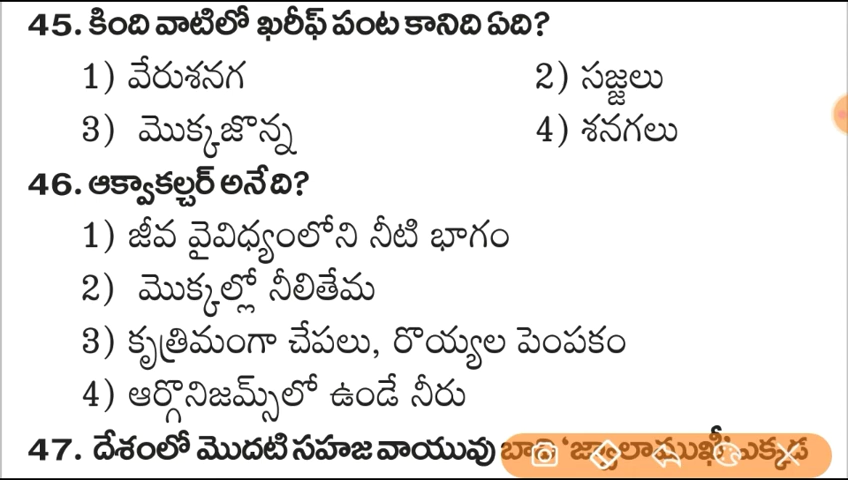 45. కింది వాటిలో ఖరీఫ్ పంట కానిది ఏది?
1) వేరుశనగ 2) సజ్జలు
3) మొక్కజొన్న 4) శనగలు
46. ఆక్వాకల్చర్ అనేది?
1) జీవ వైవిధ్యంలోని నీటి భాగం
2) మొక్కల్లో నీలితేమ
3) కృత్రిమంగా చేపలు, రొయ్యల పెంపకం
4) ఆర్గొనిజమ్స్‌లో ఉండే నీరు
47. దేశంలో మొదటి సహజ వాయువు